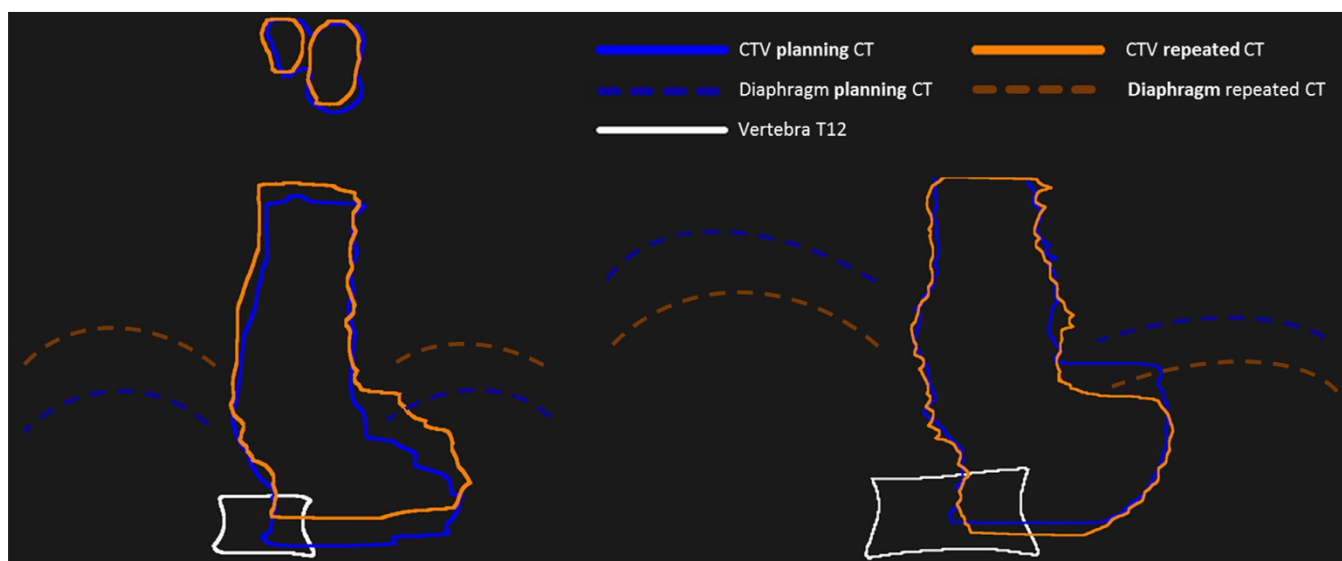 CTV planning CT
CTV repeated CT
Diaphragm planning CT
Diaphragm repeated CT
Vertebra T12